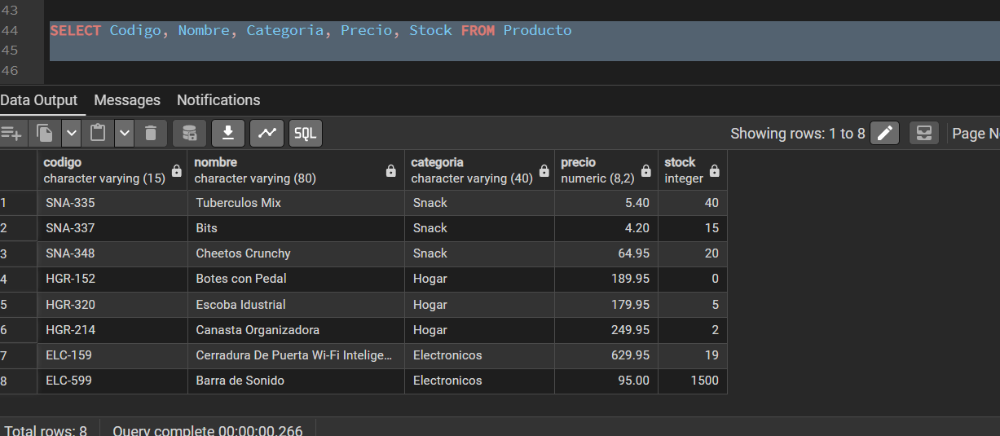 43
44 SELECT Codigo, Nombre, Categoria, Precio, Stock FROM Producto
45
46
Data Output Messages Notifications
SQL Showing rows: 1 to 8 Page N
codigo nombre categoria precio stock
character varying (15) character varying (80) character varying (40) numeric (8,2) integer
1 SNA-335 Tuberculos Mix Snack 5.40 40
2 SNA-337 Bits Snack 4.20 15
3 SNA-348 Cheetos Crunchy Snack 64.95 20
4 HGR-152 Botes con Pedal Hogar 189.95 0
5 HGR-320 Escoba Idustrial Hogar 179.95 5
6 HGR-214 Canasta Organizadora Hogar 249.95 2
7 ELC-159 Cerradura De Puerta Wi-Fi Intelige... Electronicos 629.95 19
8 ELC-599 Barra de Sonido Electronicos 95.00 1500
Total rows: 8 Query complete 00:00:00.266